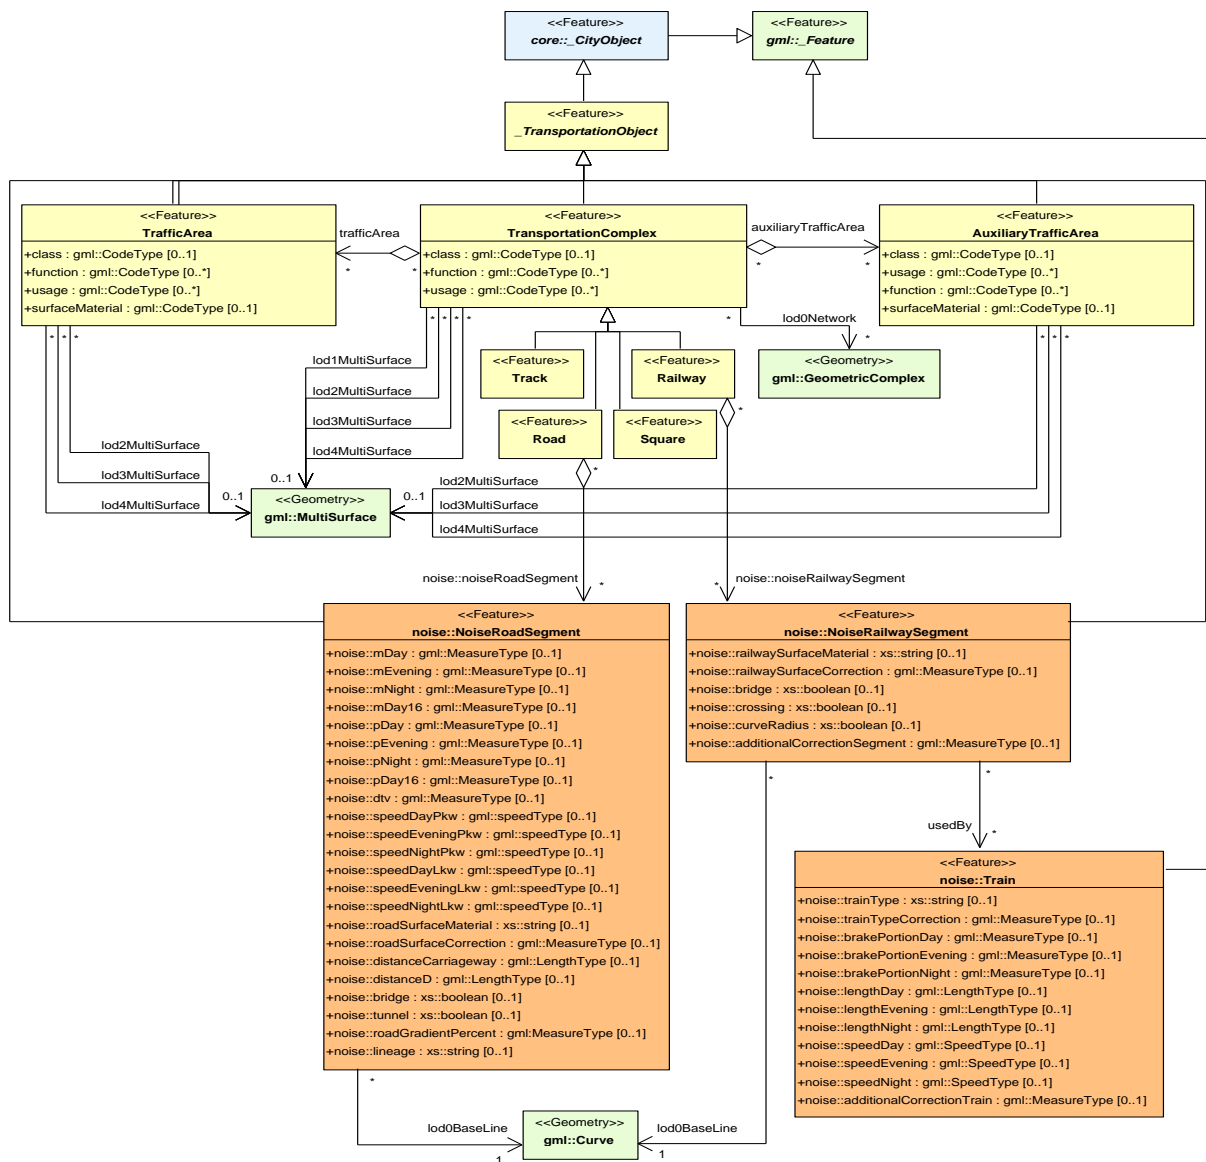 <<Feature>>
core::_CityObject
<<Feature>>
gml::_Feature
<<Feature>>
_TransportationObject
<<Feature>>
TrafficArea
+class : gml::CodeType [0..1]
+function : gml::CodeType [0..*]
+usage : gml::CodeType [0..*]
+surfaceMaterial : gml::CodeType [0..1]
trafficArea
*
*
<<Feature>>
TransportationComplex
+class : gml::CodeType [0..1]
+function : gml::CodeType [0..*]
+usage : gml::CodeType [0..*]
auxiliaryTrafficArea
*
*
<<Feature>>
AuxiliaryTrafficArea
+class : gml::CodeType [0..1]
+usage : gml::CodeType [0..*]
+function : gml::CodeType [0..*]
+surfaceMaterial : gml::CodeType [0..1]
* * *
* * * *
*
lod0Network
*
* * *
<<Geometry>>
gml::GeometricComplex
lod1MultiSurface
lod2MultiSurface
lod3MultiSurface
lod4MultiSurface
<<Feature>>
Track
<<Feature>>
Railway
*
<<Feature>>
Road
*
<<Feature>>
Square
lod2MultiSurface
lod3MultiSurface
lod4MultiSurface
0..1
0..1
0..1
<<Geometry>>
gml::MultiSurface
lod2MultiSurface
lod3MultiSurface
lod4MultiSurface
noise::noiseRoadSegment
*
*
noise::noiseRailwaySegment
<<Feature>>
noise::NoiseRoadSegment
+noise::mDay : gml::MeasureType [0..1]
+noise::mEvening : gml::MeasureType [0..1]
+noise::mNight : gml::MeasureType [0..1]
+noise::mDay16 : gml::MeasureType [0..1]
+noise::pDay : gml::MeasureType [0..1]
+noise::pEvening : gml::MeasureType [0..1]
+noise::pNight : gml::MeasureType [0..1]
+noise::pDay16 : gml::MeasureType [0..1]
+noise::dtv : gml::MeasureType [0..1]
+noise::speedDayPkw : gml::speedType [0..1]
+noise::speedEveningPkw : gml::speedType [0..1]
+noise::speedNightPkw : gml::speedType [0..1]
+noise::speedDayLkw : gml::speedType [0..1]
+noise::speedEveningLkw : gml::speedType [0..1]
+noise::speedNightLkw : gml::speedType [0..1]
+noise::roadSurfaceMaterial : xs::string [0..1]
+noise::roadSurfaceCorrection : gml::MeasureType [0..1]
+noise::distanceCarriageway : gml::LengthType [0..1]
+noise::distanceD : gml::LengthType [0..1]
+noise::bridge : xs::boolean [0..1]
+noise::tunnel : xs::boolean [0..1]
+noise::roadGradientPercent : gml:MeasureType [0..1]
+noise::lineage : xs::string [0..1]
<<Feature>>
noise::NoiseRailwaySegment
+noise::railwaySurfaceMaterial : xs::string [0..1]
+noise::railwaySurfaceCorrection : gml::MeasureType [0..1]
+noise::bridge : xs::boolean [0..1]
+noise::crossing : xs::boolean [0..1]
+noise::curveRadius : xs::boolean [0..1]
+noise::additionalCorrectionSegment : gml::MeasureType [0..1]
*
*
usedBy
*
<<Feature>>
noise::Train
+noise::trainType : xs::string [0..1]
+noise::trainTypeCorrection : gml::MeasureType [0..1]
+noise::brakePortionDay : gml::MeasureType [0..1]
+noise::brakePortionEvening : gml::MeasureType [0..1]
+noise::brakePortionNight : gml::MeasureType [0..1]
+noise::lengthDay : gml::LengthType [0..1]
+noise::lengthEvening : gml::LengthType [0..1]
+noise::lengthNight : gml::LengthType [0..1]
+noise::speedDay : gml::SpeedType [0..1]
+noise::speedEvening : gml::SpeedType [0..1]
+noise::speedNight : gml::SpeedType [0..1]
+noise::additionalCorrectionTrain : gml::MeasureType [0..1]
*
lod0BaseLine
1
<<Geometry>>
gml::Curve
lod0BaseLine
1